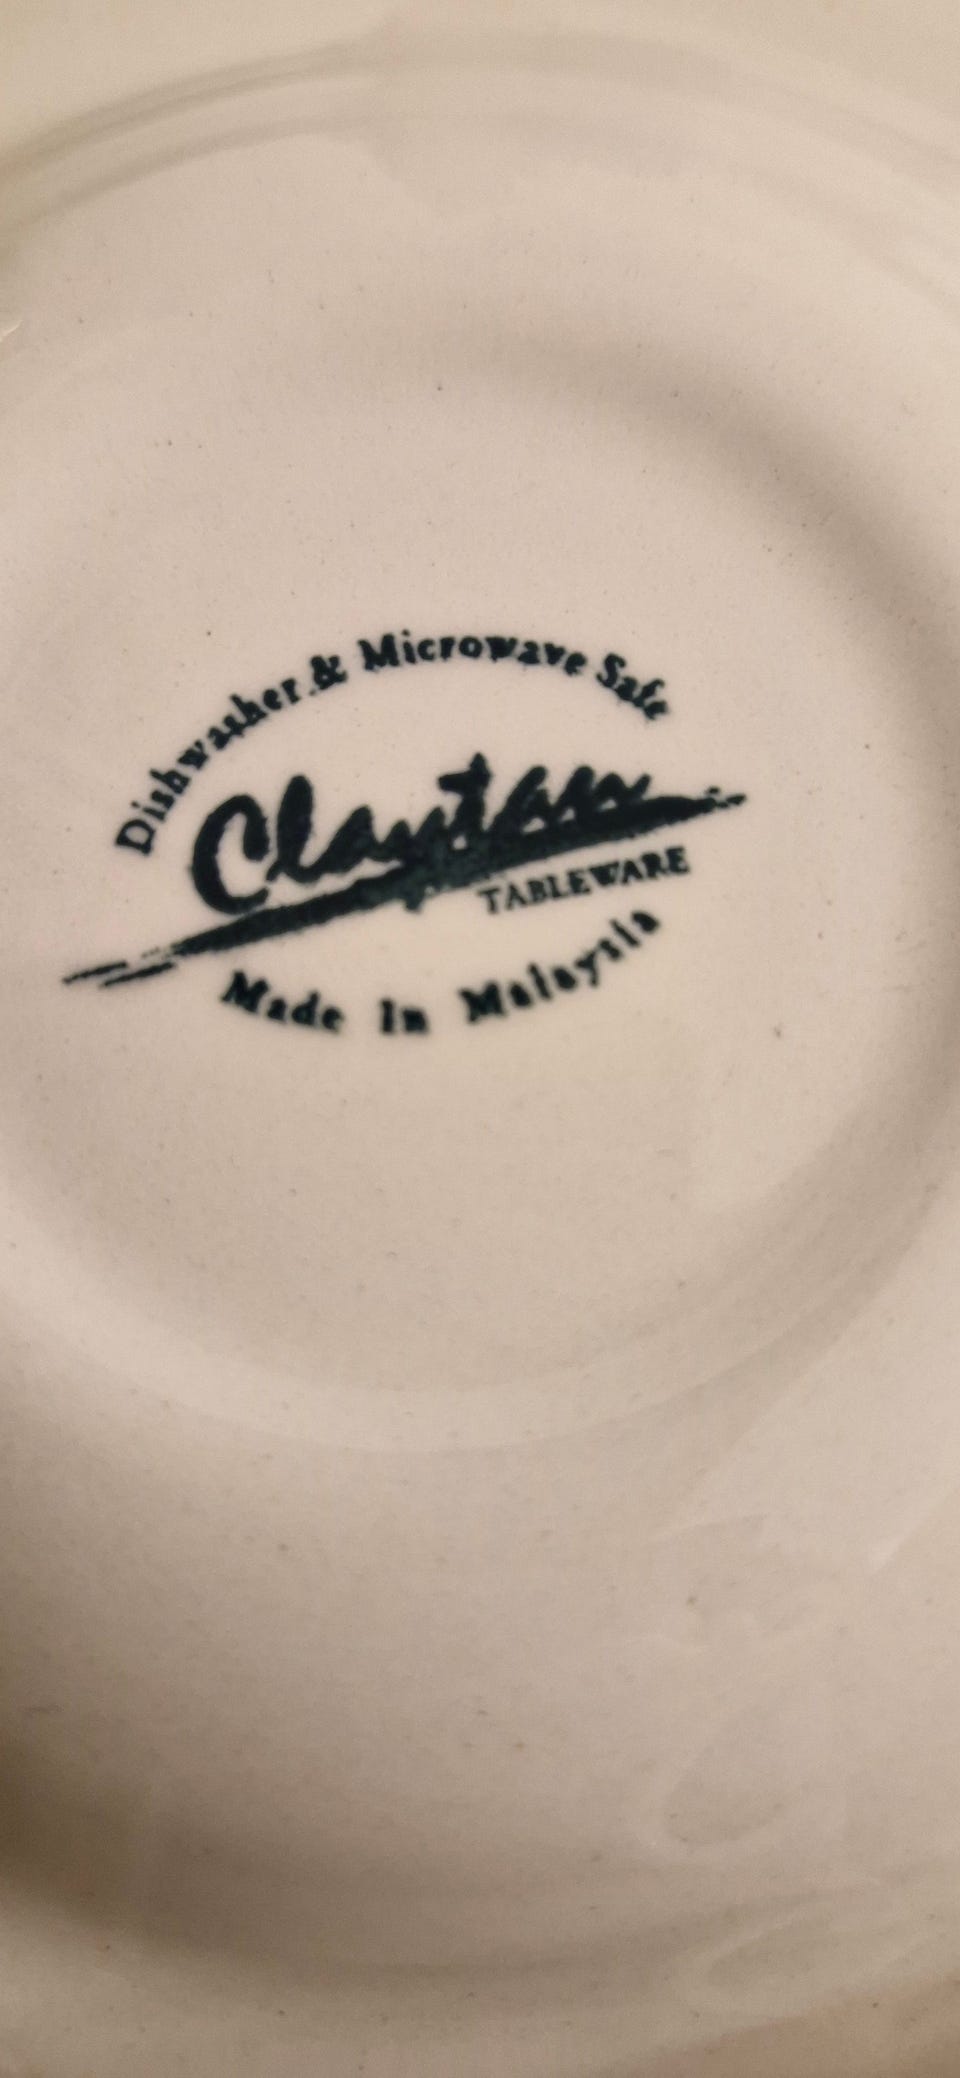 Dishwasher & Microwave Safe
Claytan
TABLEWARE
Made in Malaysia